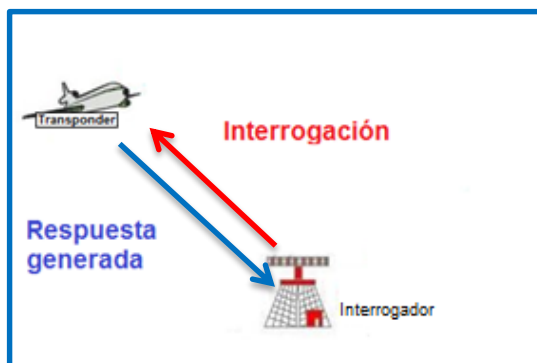 Transponder
Interrogación
Respuesta
generada
Interrogador